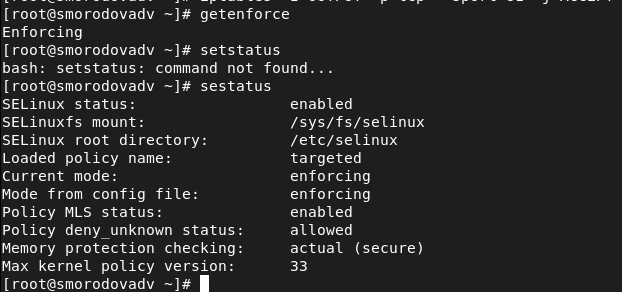 [root@smorodovadv ~]# getenforce
Enforcing
[root@smorodovadv ~]# setstatus
bash: setstatus: command not found...
[root@smorodovadv ~]# sestatus
SELinux status:                 enabled
SELinuxfs mount:                /sys/fs/selinux
SELinux root directory:         /etc/selinux
Loaded policy name:             targeted
Current mode:                   enforcing
Mode from config file:          enforcing
Policy MLS status:              enabled
Policy deny_unknown status:     allowed
Memory protection checking:     actual (secure)
Max kernel policy version:      33
[root@smorodovadv ~]#